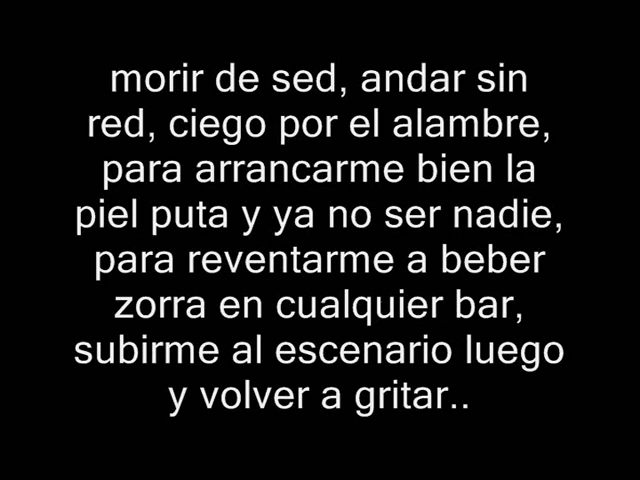 morir de sed, andar sin
red, ciego por el alambre,
para arrancarme bien la
piel puta y ya no ser nadie,
para reventarme a beber
zorra en cualquier bar,
subirme al escenario luego
y volver a gritar..